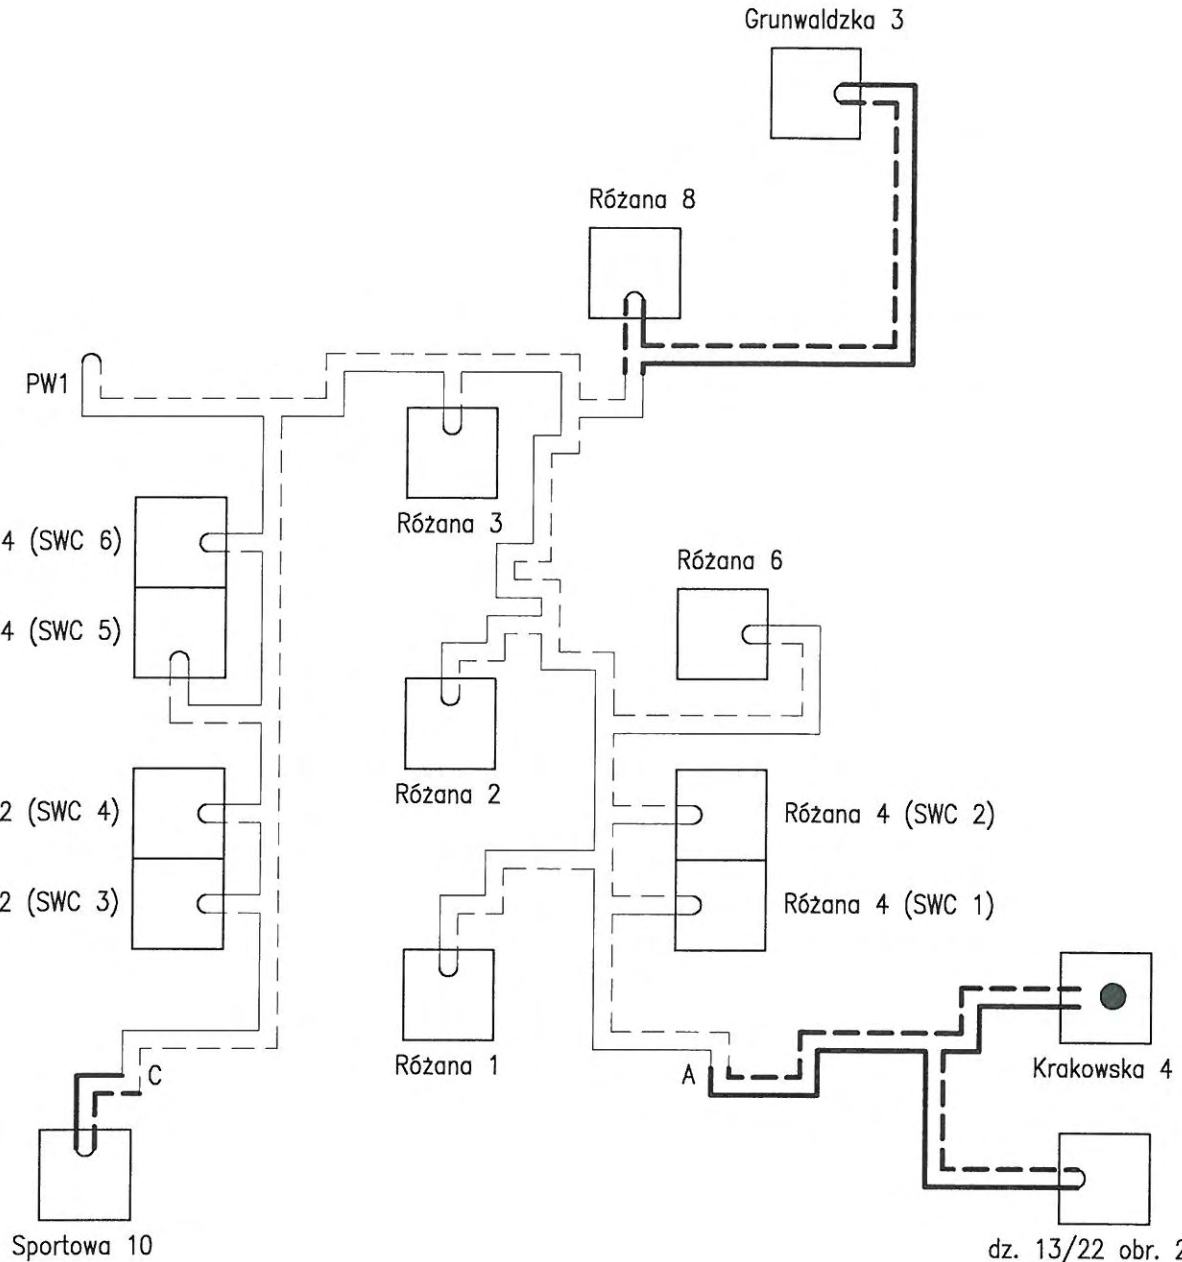 Grunwaldzka 3
Różana 8
PW1
4 (SWC 6)
Różana 3
Różana 6
4 (SWC 5)
2 (SWC 4)
Różana 2
Różana 4 (SWC 2)
2 (SWC 3)
Różana 4 (SWC 1)
Różana 1
C
A
Krakowska 4
Sportowa 10
dz. 13/22 obr. 2